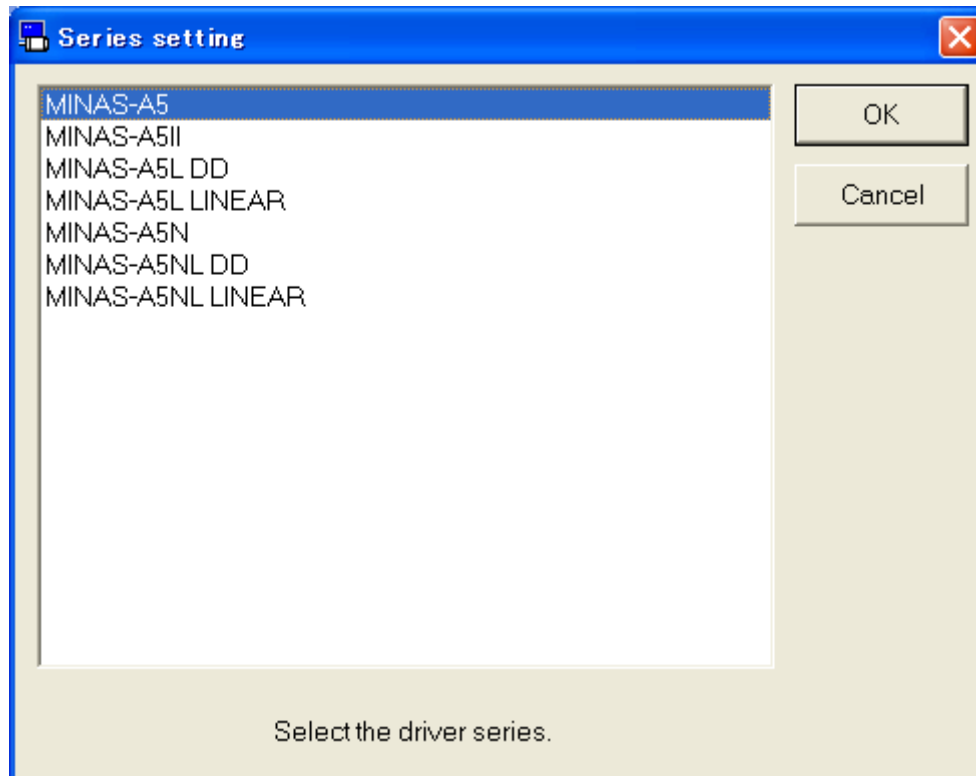 Series setting
MINAS-A5
MINAS-A5II
MINAS-A5L DD
MINAS-A5L LINEAR
MINAS-A5N
MINAS-A5NL DD
MINAS-A5NL LINEAR
OK
Cancel
Select the driver series.